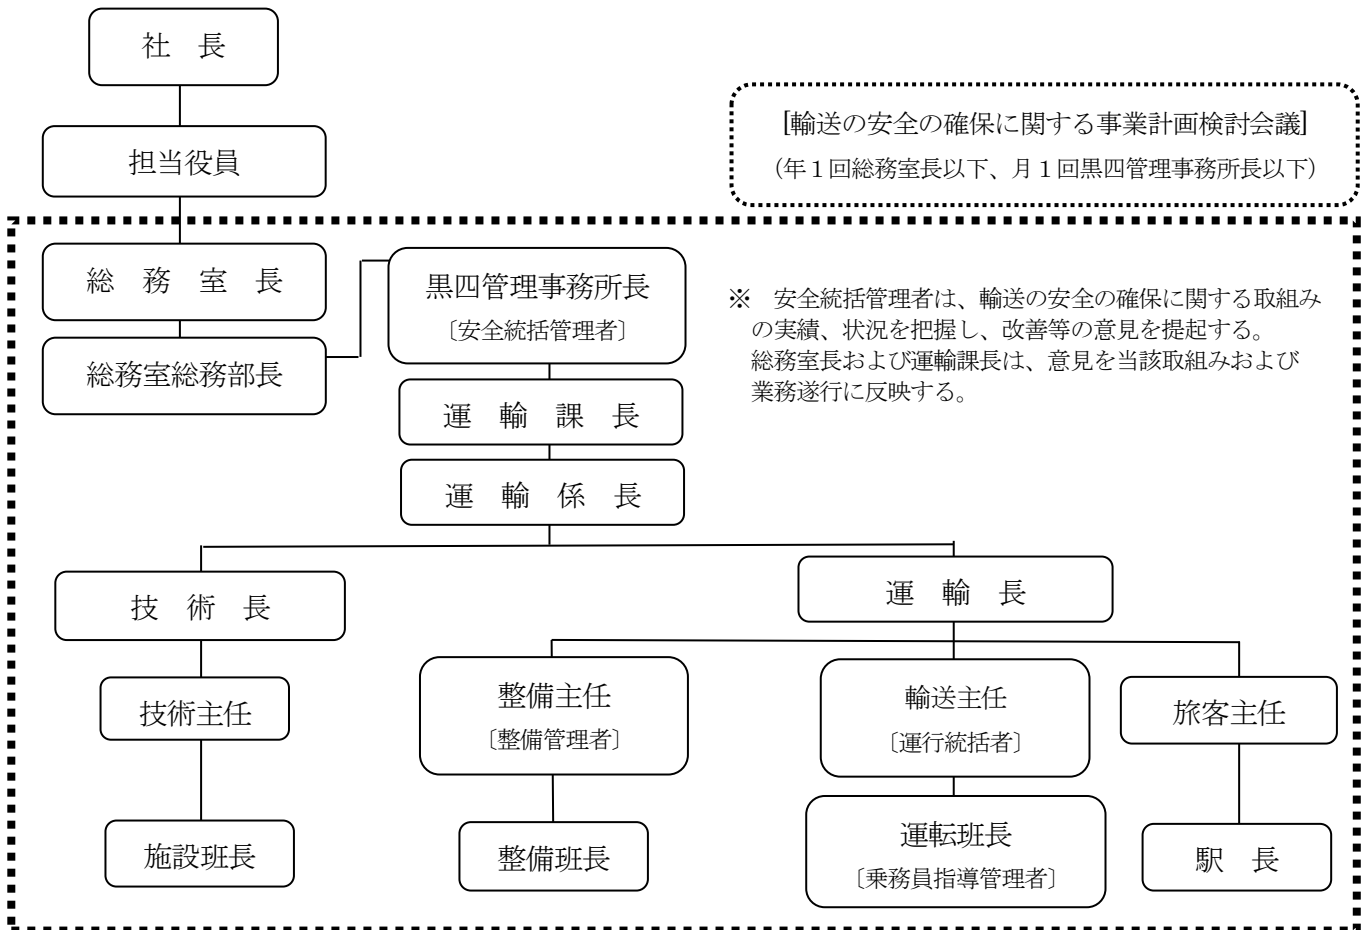 社　長
担当役員
[輸送の安全の確保に関する事業計画検討会議]
（年１回総務室長以下、月１回黒四管理事務所長以下）
総　務　室　長
総務室総務部長
黒四管理事務所長
〔安全統括管理者〕
※　安全統括管理者は、輸送の安全の確保に関する取組み
の実績、状況を把握し、改善等の意見を提起する。
総務室長および運輸課長は、意見を当該取組みおよび
業務遂行に反映する。
運　輸　課　長
運　輸　係　長
技　術　長
運　輸　長
技術主任
整備主任
〔整備管理者〕
輸送主任
〔運行統括者〕
旅客主任
施設班長
整備班長
運転班長
〔乗務員指導管理者〕
駅　長